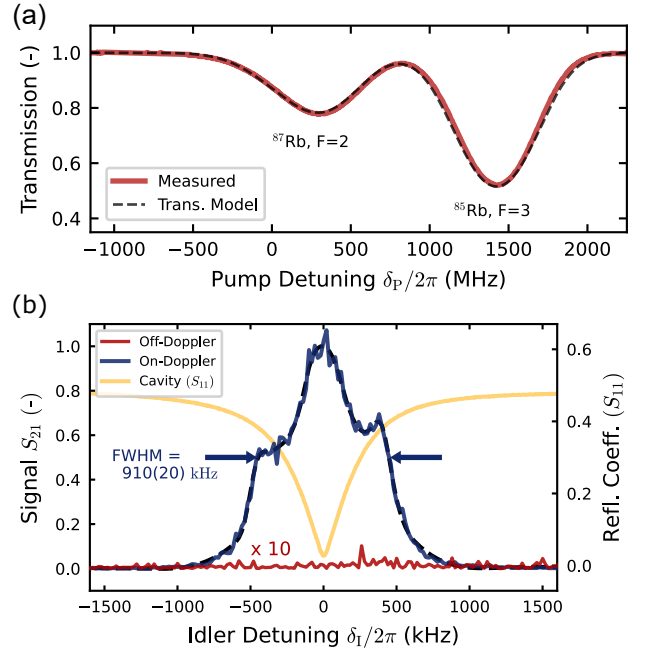 (a)
1.0
0.8
0.6
0.4
Transmission (-)
⁸⁷Rb, F=2
⁸⁵Rb, F=3
Measured
Trans. Model
−1000 −500 0 500 1000 1500 2000
Pump Detuning δ_P/2π (MHz)
(b)
Off-Doppler
On-Doppler
Cavity (S₁₁)
1.0
0.8
0.6
0.4
0.2
0.0
Signal S₂₁ (-)
FWHM =
910(20) kHz
x 10
0.6
0.4
0.2
0.0
Refl. Coeff. (S₁₁)
−1500 −1000 −500 0 500 1000 1500
Idler Detuning δ_I/2π (kHz)